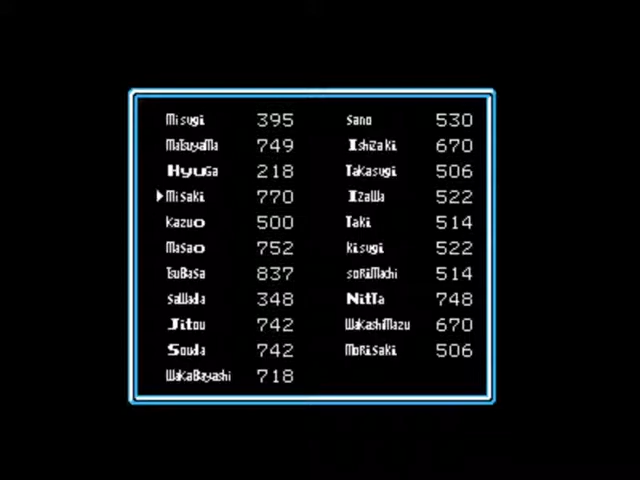 Misugi 395 Sano 530
Matsuyama 749 Ishizaki 670
Hyuga 218 Takasugi 506
Misaki 770 Izawa 522
Kazuo 500 Taki 514
Masao 752 kisugi 522
Tsubasa 837 sorimachi 514
Sawada 348 Nitta 748
Jitou 742 Wakashimazu 670
Souda 742 Morisaki 506
WakaBayashi 718